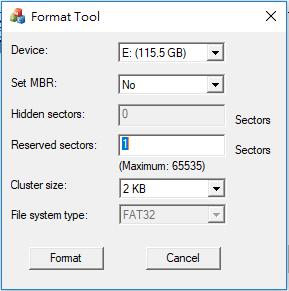 Format Tool
Device: E: (115.5 GB)
Set MBR: No
Hidden sectors: 0 Sectors
Reserved sectors: 1 Sectors
(Maximum: 65535)
Cluster size: 2 KB
File system type: FAT32
Format Cancel